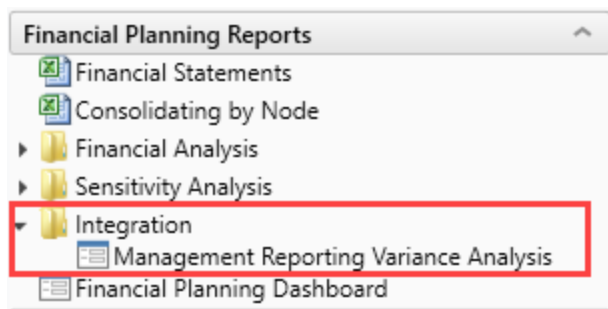 Financial Planning Reports
Financial Statements
Consolidating by Node
Financial Analysis
Sensitivity Analysis
Integration
Management Reporting Variance Analysis
Financial Planning Dashboard